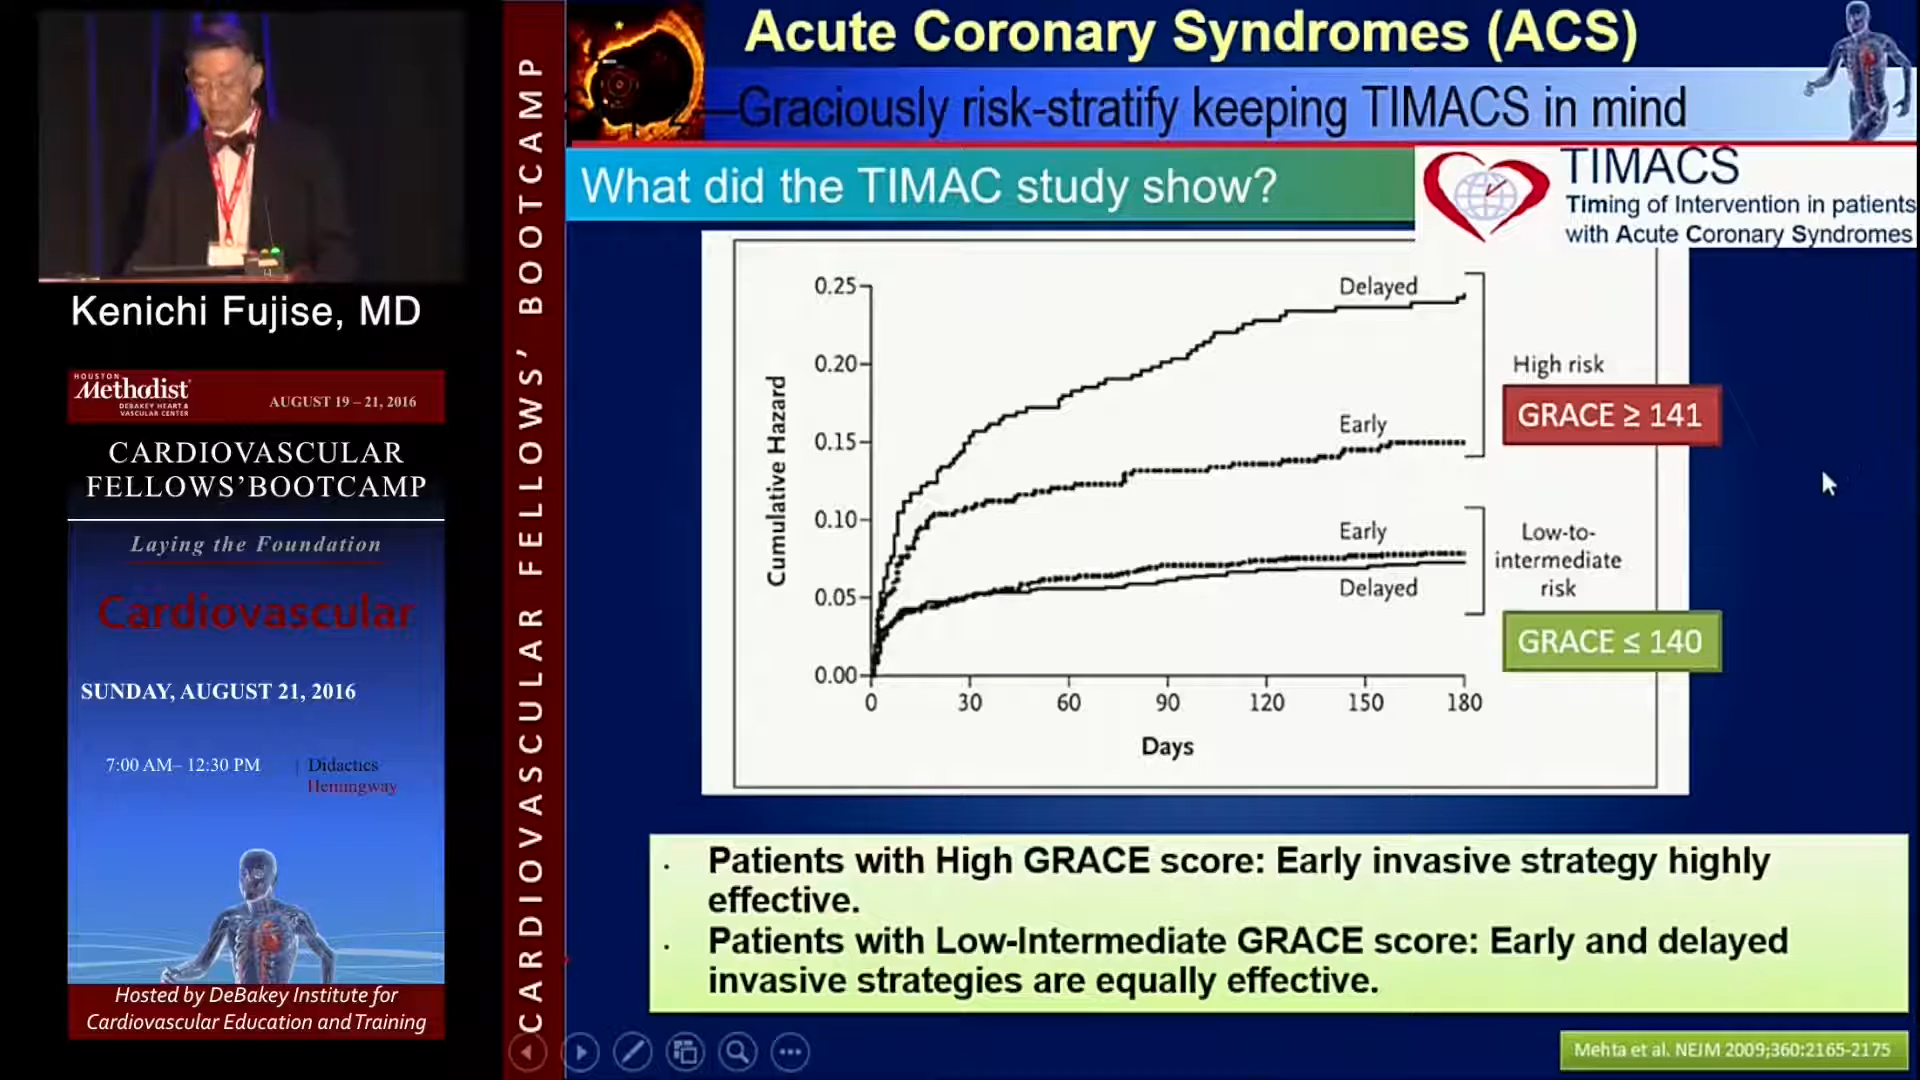 Kenichi Fujise, MD
HOUSTON
Methodist
DEBAKEY HEART &
VASCULAR CENTER
AUGUST 19 – 21, 2016
CARDIOVASCULAR
FELLOWS’BOOTCAMP
Laying the Foundation
Cardiovascular
SUNDAY, AUGUST 21, 2016
7:00 AM– 12:30 PM | Didactics
Hemingway
Hosted by DeBakey Institute for
Cardiovascular Education and Training
CARDIOVASCULAR FELLOWS’ BOOTCAMP
Acute Coronary Syndromes (ACS)
—Graciously risk-stratify keeping TIMACS in mind
What did the TIMAC study show?
TIMACS
Timing of Intervention in patients
with Acute Coronary Syndromes
Cumulative Hazard
0.25
0.20
0.15
0.10
0.05
0.00
0 30 60 90 120 150 180
Days
Delayed
Early
High risk
GRACE ≥ 141
Early
Delayed
Low-to-
intermediate
risk
GRACE ≤ 140
· Patients with High GRACE score: Early invasive strategy highly
effective.
· Patients with Low-Intermediate GRACE score: Early and delayed
invasive strategies are equally effective.
Mehta et al. NEJM 2009;360:2165-2175